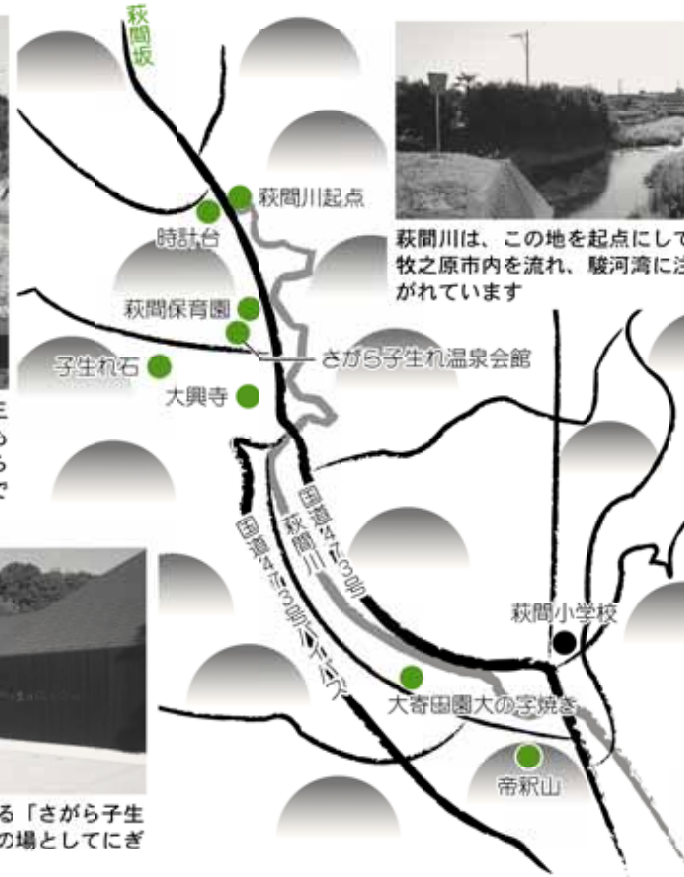 萩間坂
萩間川起点
時計台
萩間川は、この地を起点にして
牧之原市内を流れ、駿河湾に注
がれています
萩間保育園
さがら子生れ温泉会館
子生れ石
大興寺
国道473号
萩間川
国道473号バイパス
萩間小学校
大寄田園大の字焼き
帝釈山
る「さがら子生
の場としてにぎ